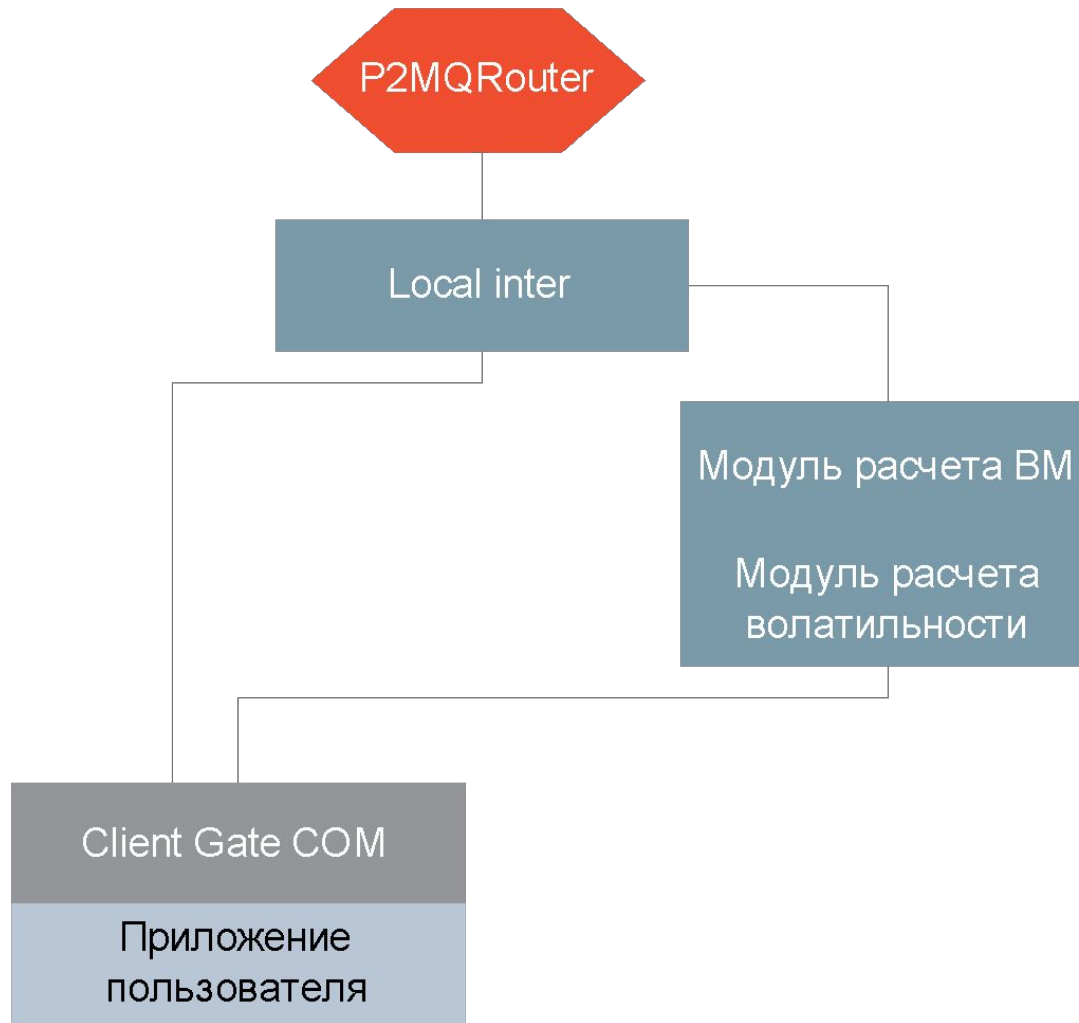 P2MQRouter
Local inter
Модуль расчета ВМ
Модуль расчета
волатильности
Client Gate COM
Приложение
пользователя